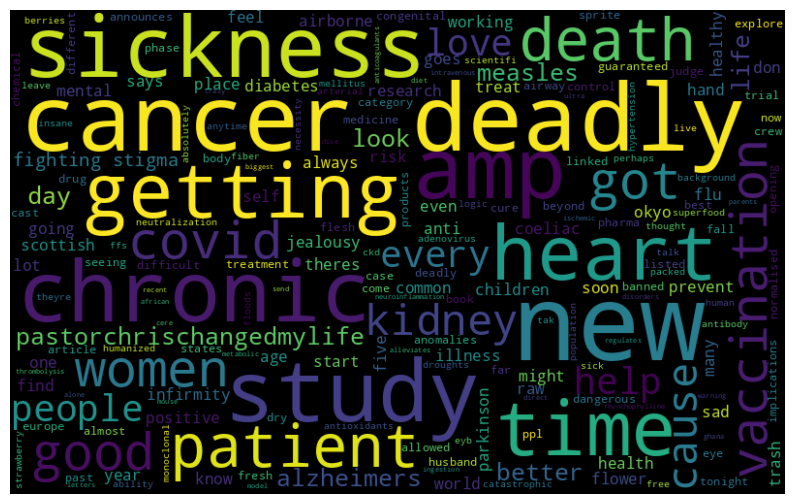 berries
announces
congenital
sprite
sickness
different
feel
airborne
love
death
explore
phase
working
goes
anticoagulants
healthy
life
guaranteed
judge
don
chemical
leave
says
place
diabetes
mellitus
measles
scientifi
mental
arterial
research
diet
treat
airway
control
hand
trial
insane
intravenous
ultra
now
cancer deadly
anytime
category
necessity
hypertension
crew
absolutely
medicine
look
live
fighting stigma
body
fiber
risk
linked
perhaps
drug
biggest
always
amp
background
day
getting
products
logic
cure
beyond
got
best
talk
vaccination
opening
cast
self
even
pharma
okyo
superfood
parents
neutralization
flu
thought
ischemic
going
covid
flesh
anti
coeliac
fall
scottish
ffs
jealousy
adenovirus
seeing
ckd
every
deadly
listed
packed
heart
lot
difficult
theres
case
common
soon
banned
prevent
normalised
theyre
treatment
come
children
chronic
recent
neuroinflammation
tak
new
disorders
african
send
book
human
pastorchrischangedmylife
fionds
kidney
anomalies
population
antibody
cere
sick
regulates
article
humanized
states
age
five
illness
metabolic
droughts
many
one
women
start
far
raw
might
help
alleviates
find
infirmity
study
dangerous
cause
sad
implications
thrombolysis
alone
mouse
direct
warning
people
positive
dry
antioxidants
parkinson
time
europe
almost
monoclonal
allowed
eyb
ppl
health
eye
ghana
trash
strawberry
good
patient
husband
past
year
know
fresh
better
flower
letters
ability
model
alzheimers
world
ingestion
catastrophic
free
tonight